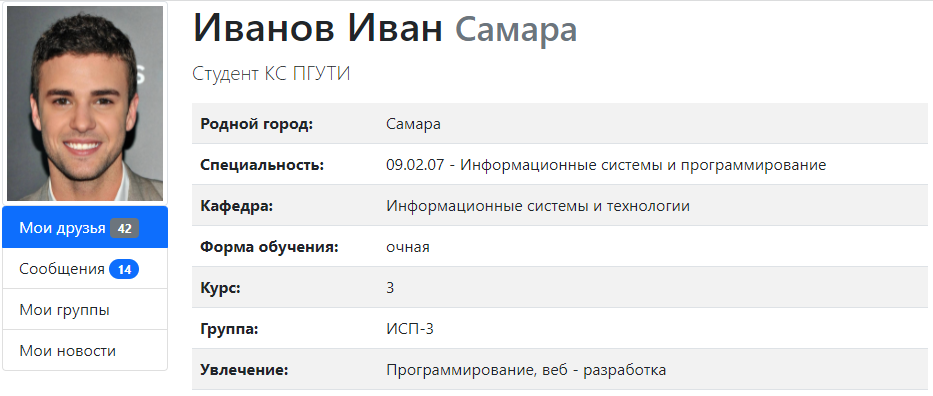 Иванов Иван Самара
Студент КС ПГУТИ
Родной город: Самара
Специальность: 09.02.07 - Информационные системы и программирование
Кафедра: Информационные системы и технологии
Форма обучения: очная
Курс: 3
Группа: ИСП-3
Увлечение: Программирование, веб - разработка
Мои друзья 42
Сообщения 14
Мои группы
Мои новости